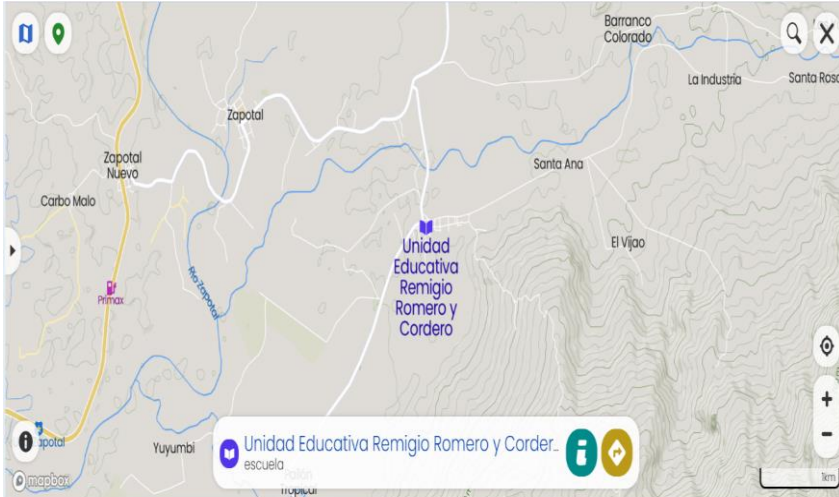 Barranco
Colorado
La Industria
Santa Rosa
Zapotal
Zapotal
Nuevo
Santa Ana
Carbo Malo
El Vijao
Unidad
Educativa
Remigio
Romero y
Cordero
Primax
Río Zapotal
Yuyumbi
Unidad Educativa Remigio Romero y Corder...
escuela
Tropical
mapbox
1km